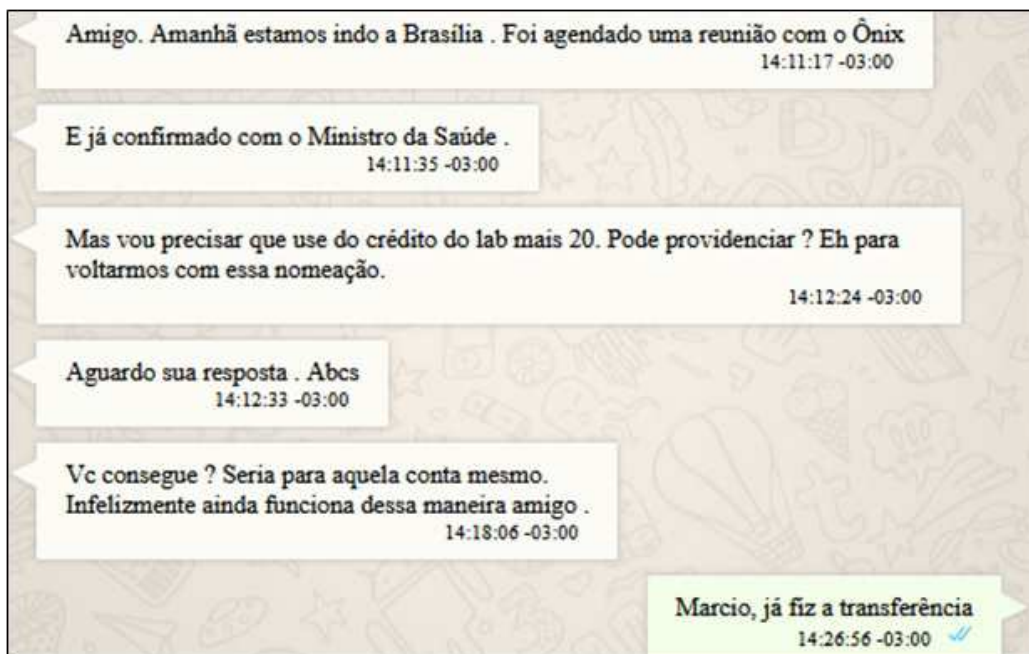 Amigo. Amanhã estamos indo a Brasília . Foi agendado uma reunião com o Ônix
14:11:17 -03:00
E já confirmado com o Ministro da Saúde .
14:11:35 -03:00
Mas vou precisar que use do crédito do lab mais 20. Pode providenciar ? Eh para
voltarmos com essa nomeação.
14:12:24 -03:00
Aguardo sua resposta . Abcs
14:12:33 -03:00
Vc consegue ? Seria para aquela conta mesmo.
Infelizmente ainda funciona dessa maneira amigo .
14:18:06 -03:00
Marcio, já fiz a transferência
14:26:56 -03:00